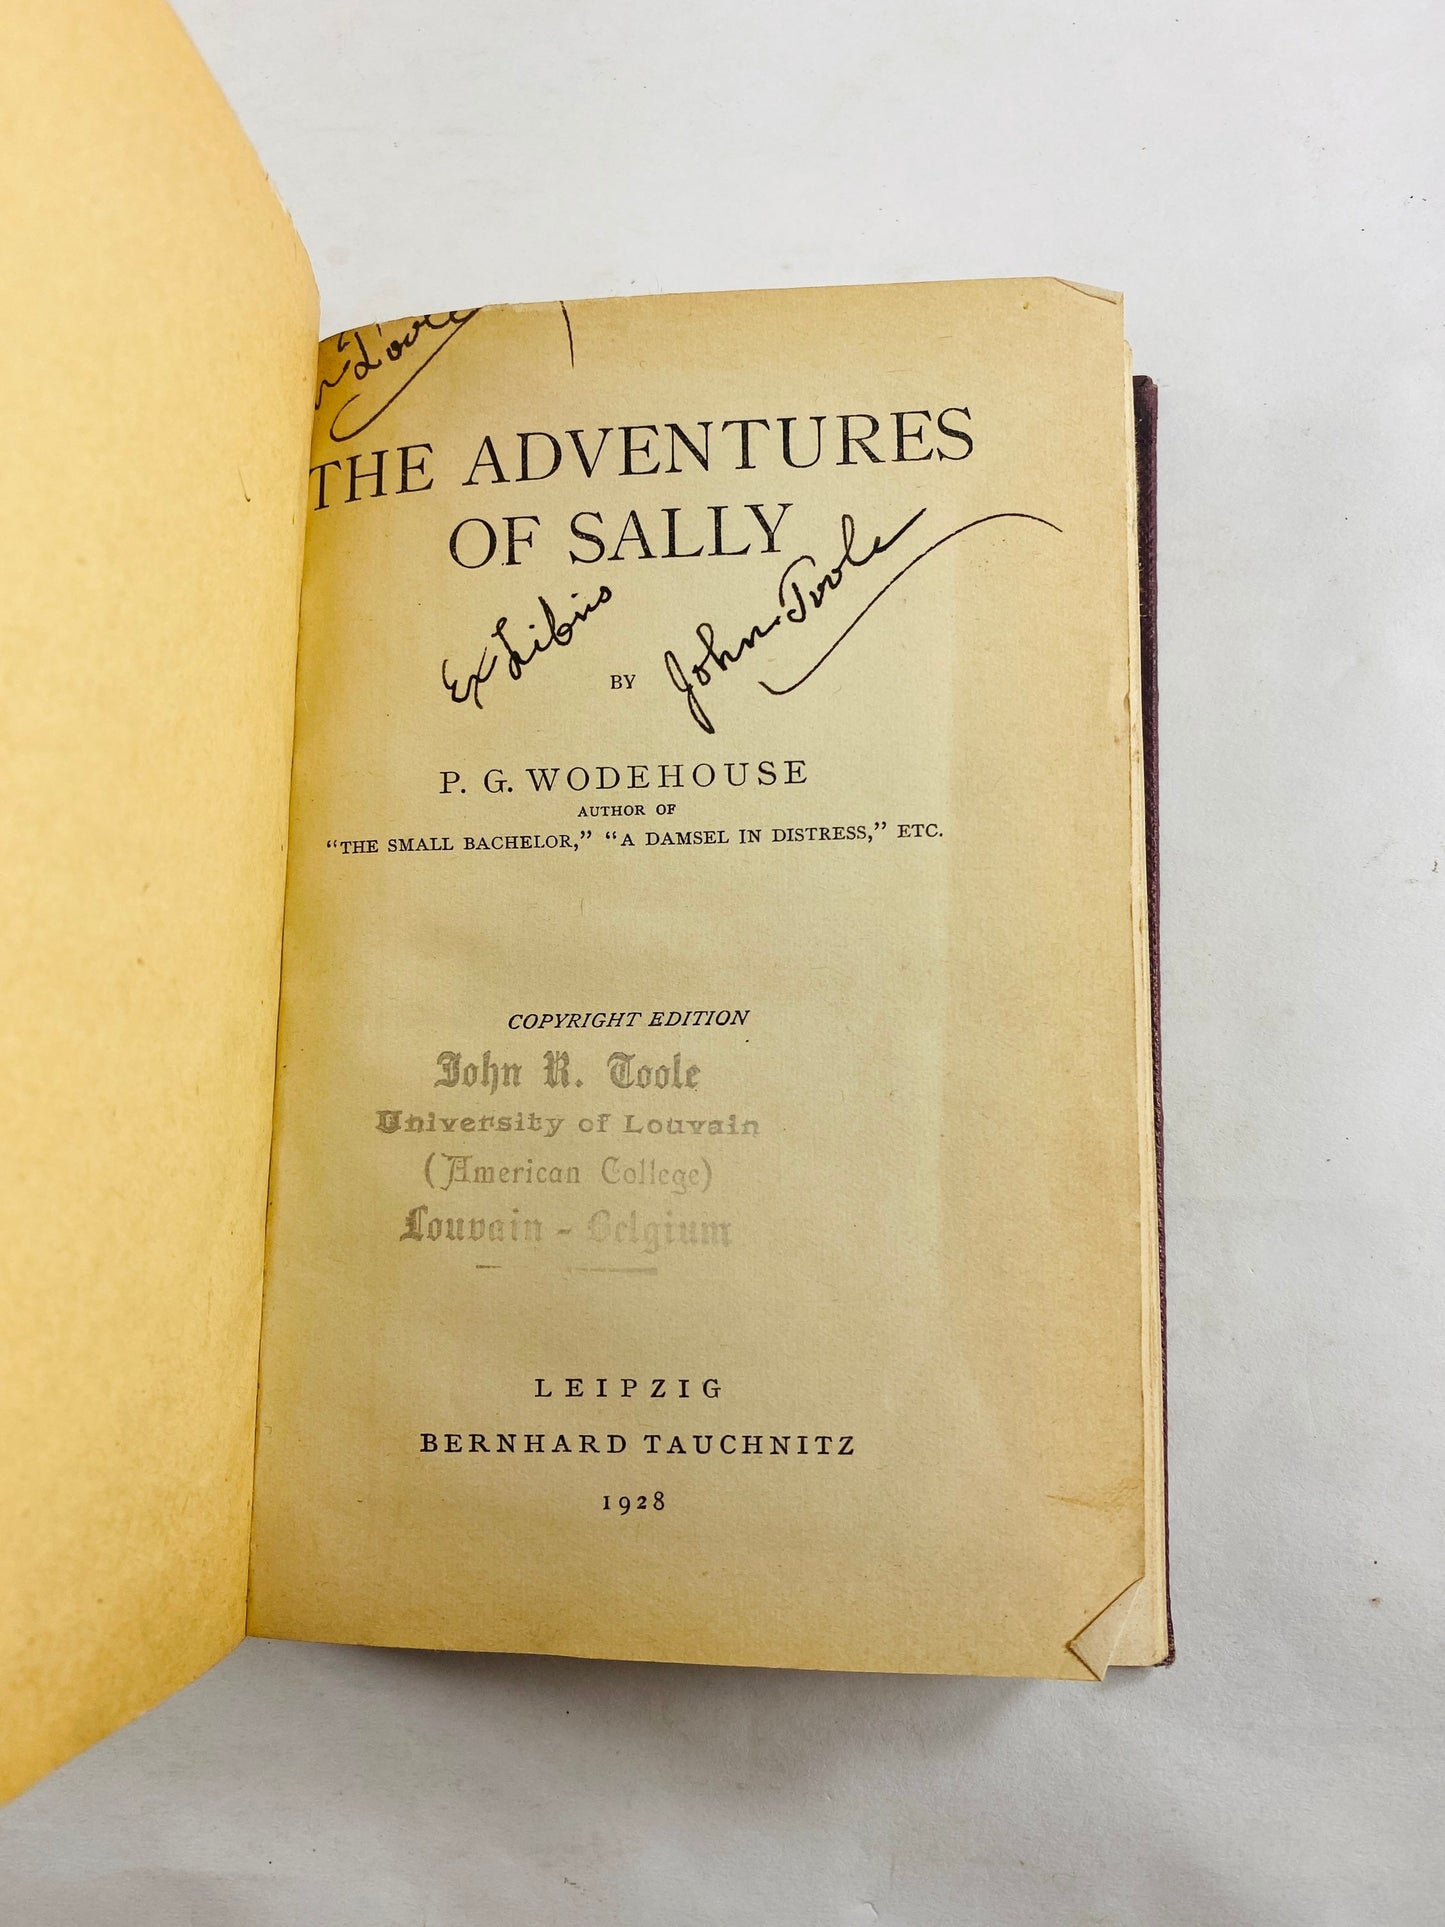 Toole
THE ADVENTURES
OF SALLY
Ex Libris
John Toole
BY
P. G. WODEHOUSE
AUTHOR OF
“THE SMALL BACHELOR,” “A DAMSEL IN DISTRESS,” ETC.
COPYRIGHT EDITION
John R. Toole
University of Louvain
(American College)
Louvain - Belgium
LEIPZIG
BERNHARD TAUCHNITZ
1928